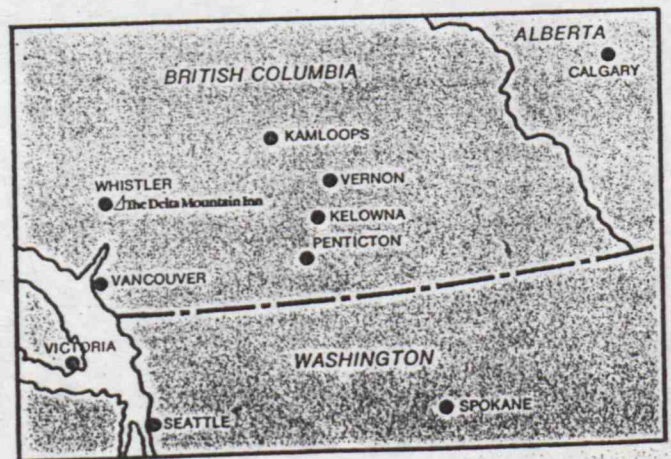 ALBERTA
CALGARY
BRITISH COLUMBIA
KAMLOOPS
VERNON
WHISTLER
The Delta Mountain Inn
KELOWNA
PENTICTON
VANCOUVER
VICTORIA
WASHINGTON
SPOKANE
SEATTLE